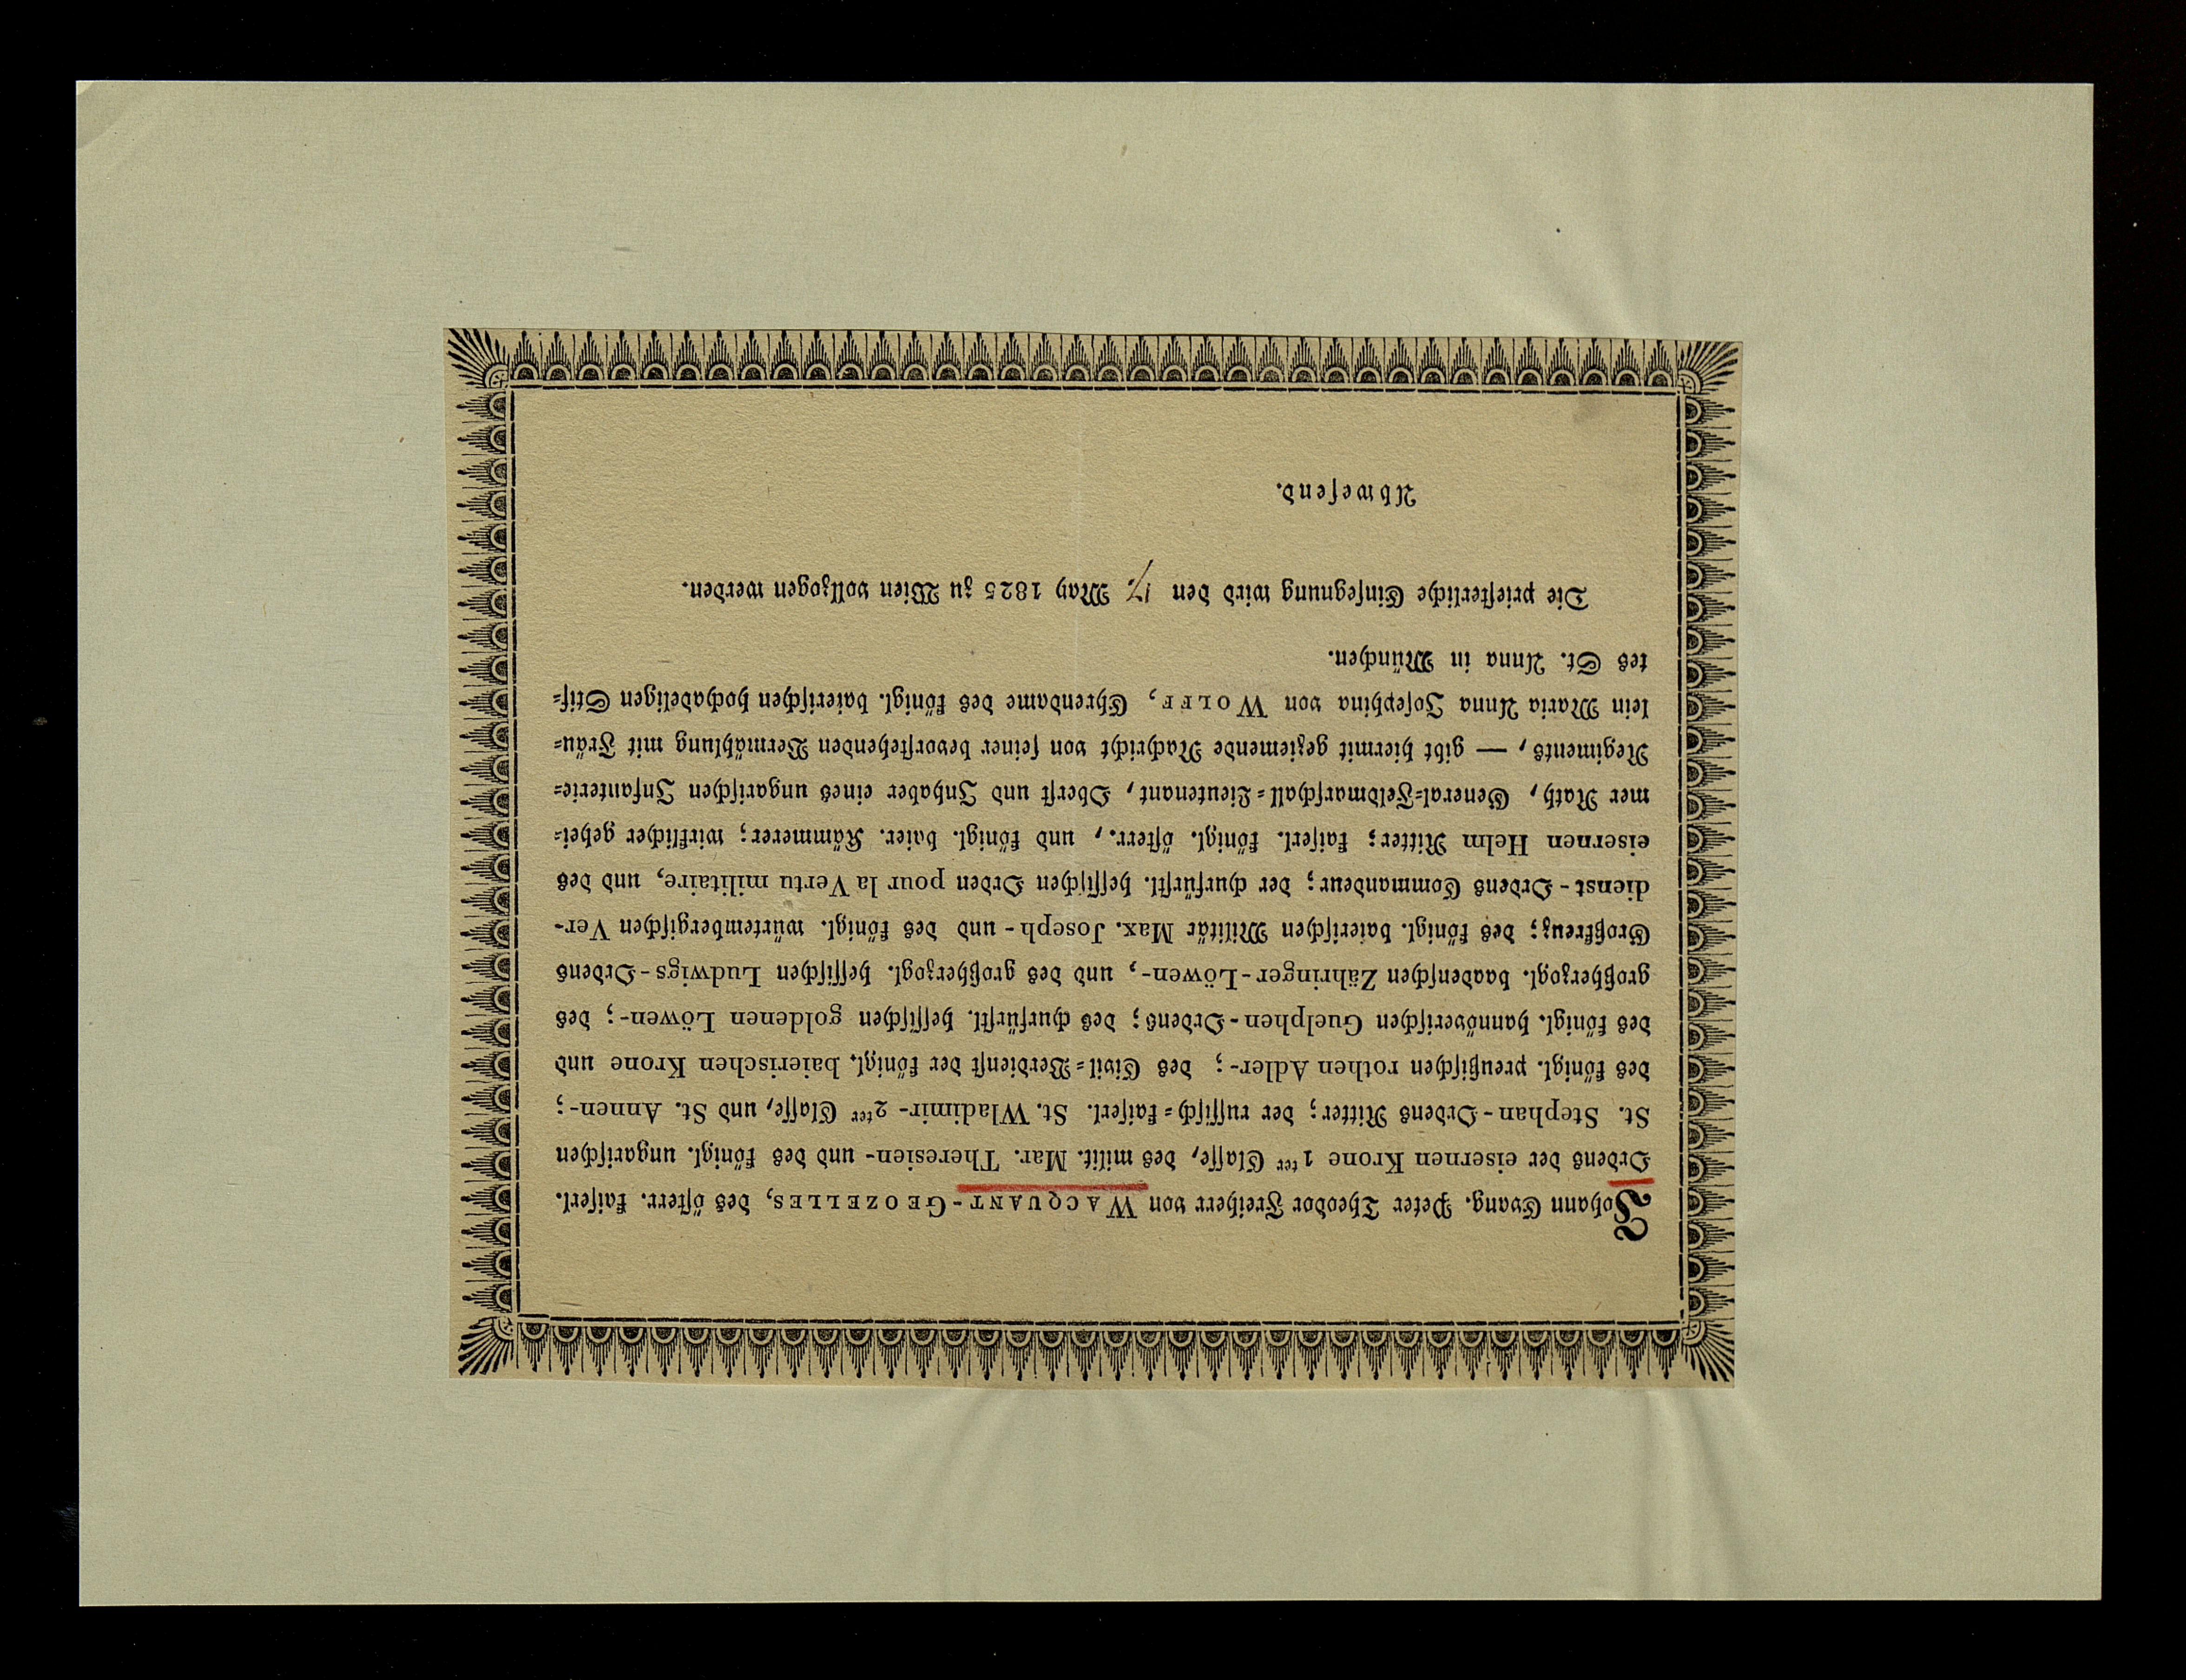 Johann Evang. Peter Theodor Freiherr von WACQUANT-GEOZELLES, des österr. kaiserl.
Ordens der eisernen Krone 1ter Classe, des milit. Mar. Theresien- und des königl. ungarischen
St. Stephan-Ordens Ritter; der russisch=kaiserl. St. Wladimir- 2ter Classe, und St. Annen-;
des königl. preußischen rothen Adler-; des Civil=Verdienst der königl. baierischen Krone und
des königl. hannöverischen Guelphen-Ordens; des churfürstl. hessischen goldenen Löwen-; des
großherzogl. baadenschen Zähringer-Löwen-, und des großherzogl. hessischen Ludwigs-Ordens
Großkreuz; des königl. baierischen Militär Max. Joseph- und des königl. würtembergischen Ver-
dienst-Ordens Commandeur; der churfürstl. hessischen Orden pour la Vertu militaire, und des
eisernen Helm Ritter; kaiserl. königl. österr., und königl. baier. Kämmerer; wirklicher gehei=
mer Rath, General=Feldmarschall=Lieutenant, Oberst und Inhaber eines ungarischen Infanterie=
Regiments, — gibt hiermit geziemende Nachricht von seiner bevorstehenden Vermählung mit Fräu=
lein Maria Anna Josephina von WOLFF, Ehrendame des königl. baierischen hochadeligen Stif=
tes St. Anna in München.
Die priesterliche Einsegnung wird den 17. May 1825 zu Wien vollzogen werden.
Abwesend.